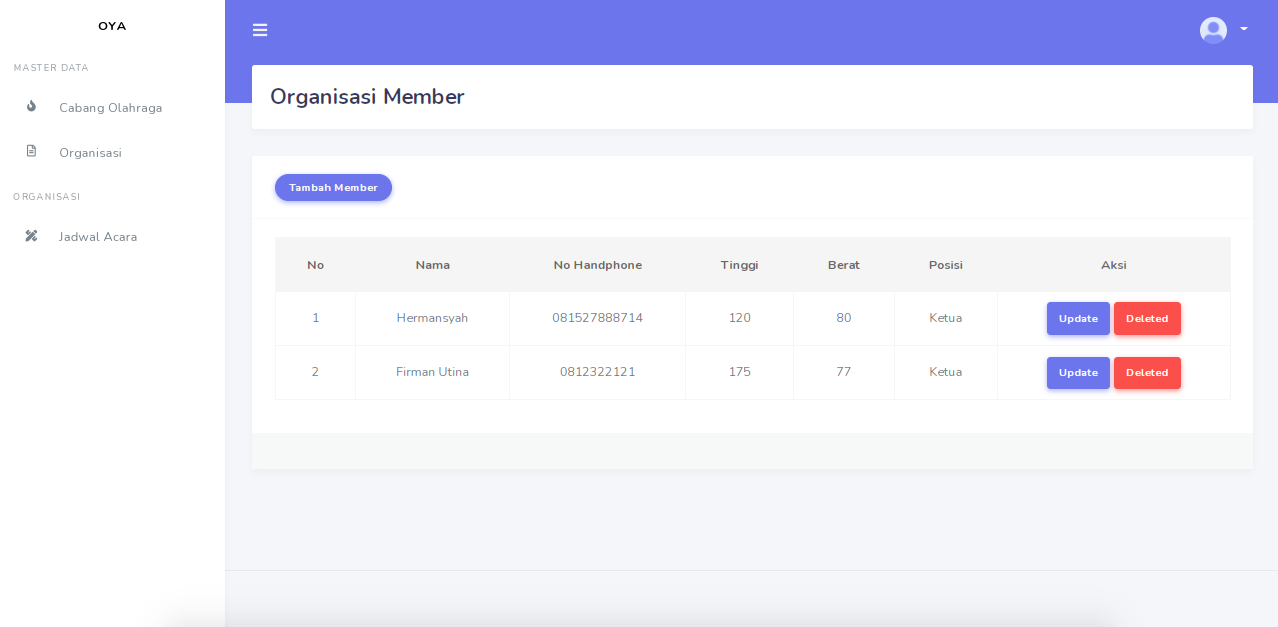 OYA
MASTER DATA
Cabang Olahraga
Organisasi
ORGANISASI
Jadwal Acara
Organisasi Member
Tambah Member
No Nama No Handphone Tinggi Berat Posisi Aksi
1 Hermansyah 081527888714 120 80 Ketua Update Deleted
2 Firman Utina 0812322121 175 77 Ketua Update Deleted